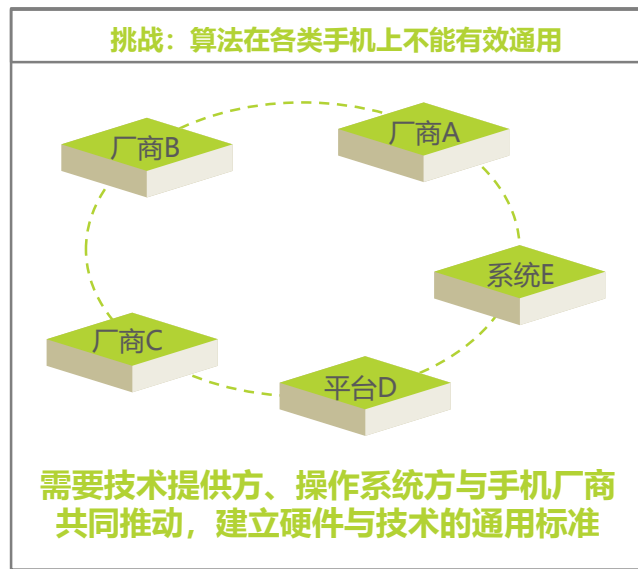 挑战：算法在各类手机上不能有效通用
厂商B
厂商A
系统E
厂商C
平台D
需要技术提供方、操作系统方与手机厂商
共同推动，建立硬件与技术的通用标准